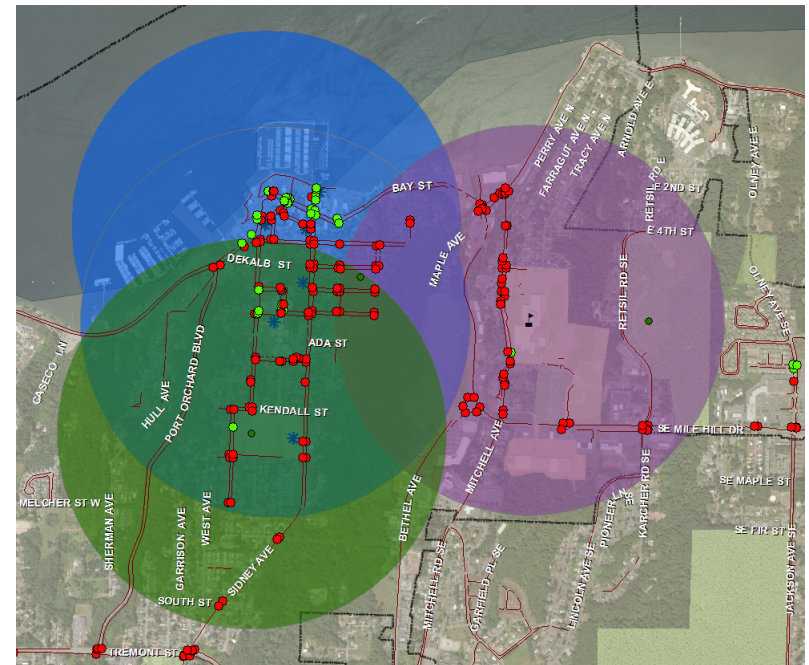 PERRY AVE N
FARRAGUT AVE N
TRACY AVE N
ARNOLD AVE E
OLNEY AVE E
RETSIL RD E
E 2ND ST
BAY ST
E 4TH ST
MAPLE AVE
DEKALB ST
RETSIL RD SE
OLNEY AVE SE
CASECO LN
PORT ORCHARD BLVD
HULL AVE
ADA ST
KENDALL ST
SE MILE HILL DR
MITCHELL AVE
BETHEL AVE
SE MAPLE ST
MELCHER ST W
SHERMAN AVE
GARRISON AVE
WEST AVE
PIONEER LN SE
KARCHER RD SE
SE FIR ST
SIDNEY AVE
MITCHELL RD SE
GARFIELD PL SE
LINCOLN AVE SE
JACKSON AVE SE
SOUTH ST
TREMONT ST